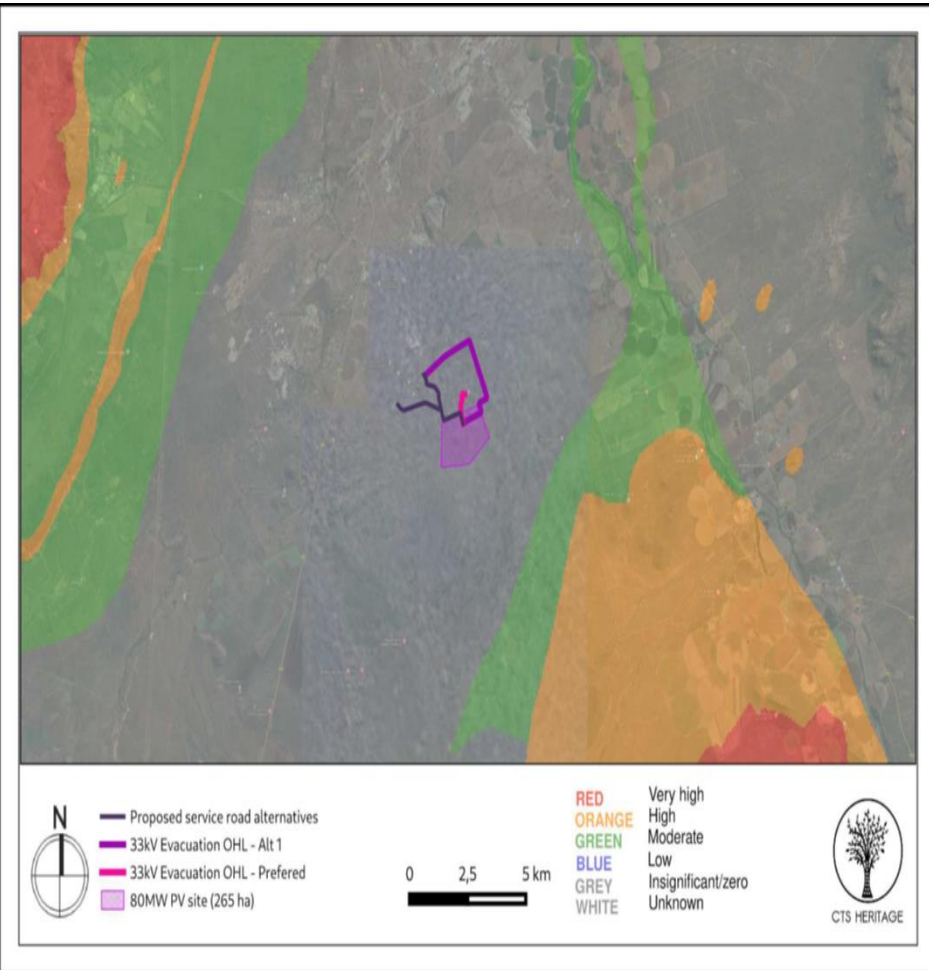 N
Proposed service road alternatives
33kV Evacuation OHL - Alt 1
33kV Evacuation OHL - Prefered
80MW PV site (265 ha)
0 2,5 5 km
RED Very high
ORANGE High
GREEN Moderate
BLUE Low
GREY Insignificant/zero
WHITE Unknown
CTS HERITAGE